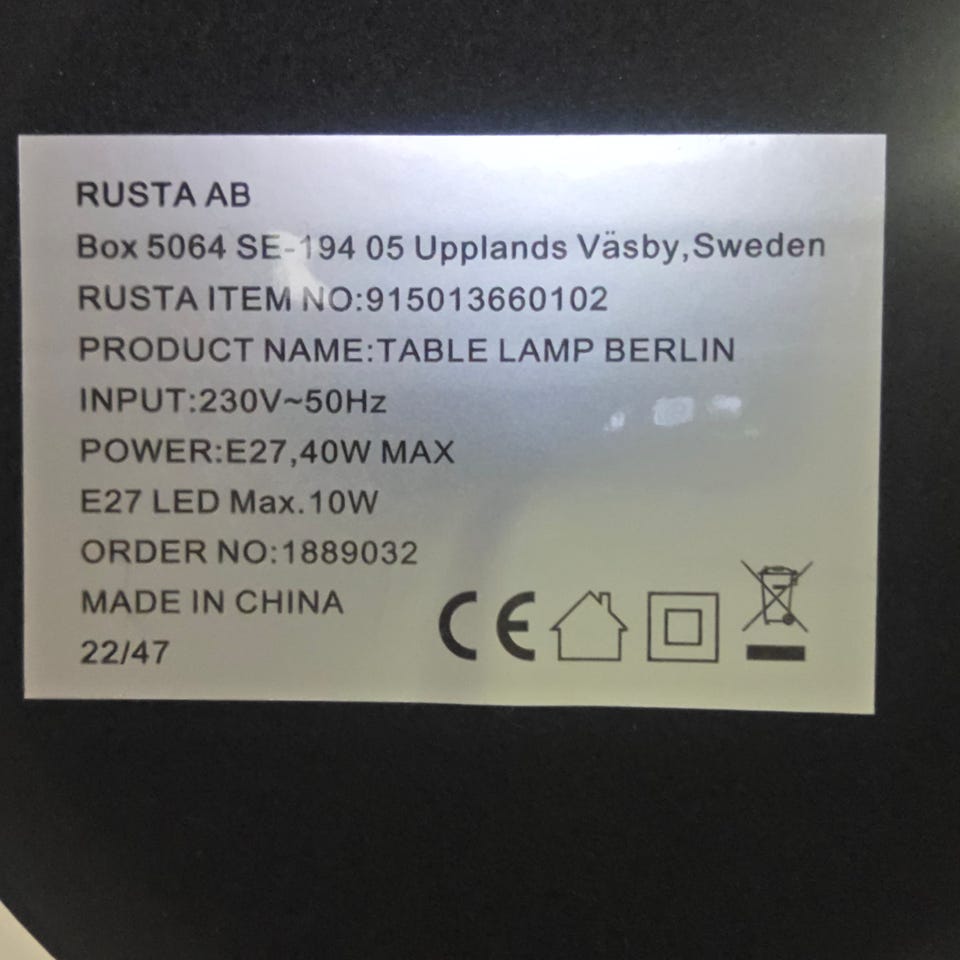 RUSTA AB
Box 5064 SE-194 05 Upplands Väsby,Sweden
RUSTA ITEM NO:915013660102
PRODUCT NAME:TABLE LAMP BERLIN
INPUT:230V~50Hz
POWER:E27,40W MAX
E27 LED Max.10W
ORDER NO:1889032
MADE IN CHINA
22/47
CE